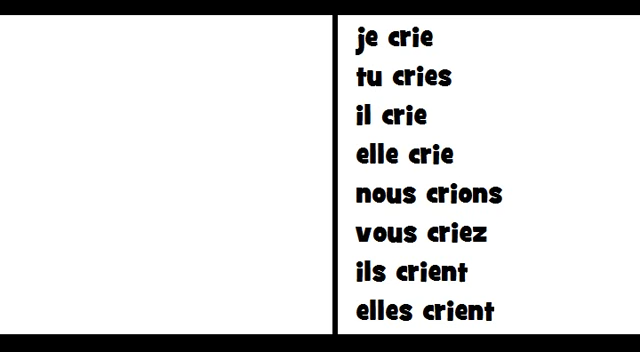 je crie
tu cries
il crie
elle crie
nous crions
vous criez
ils crient
elles crient